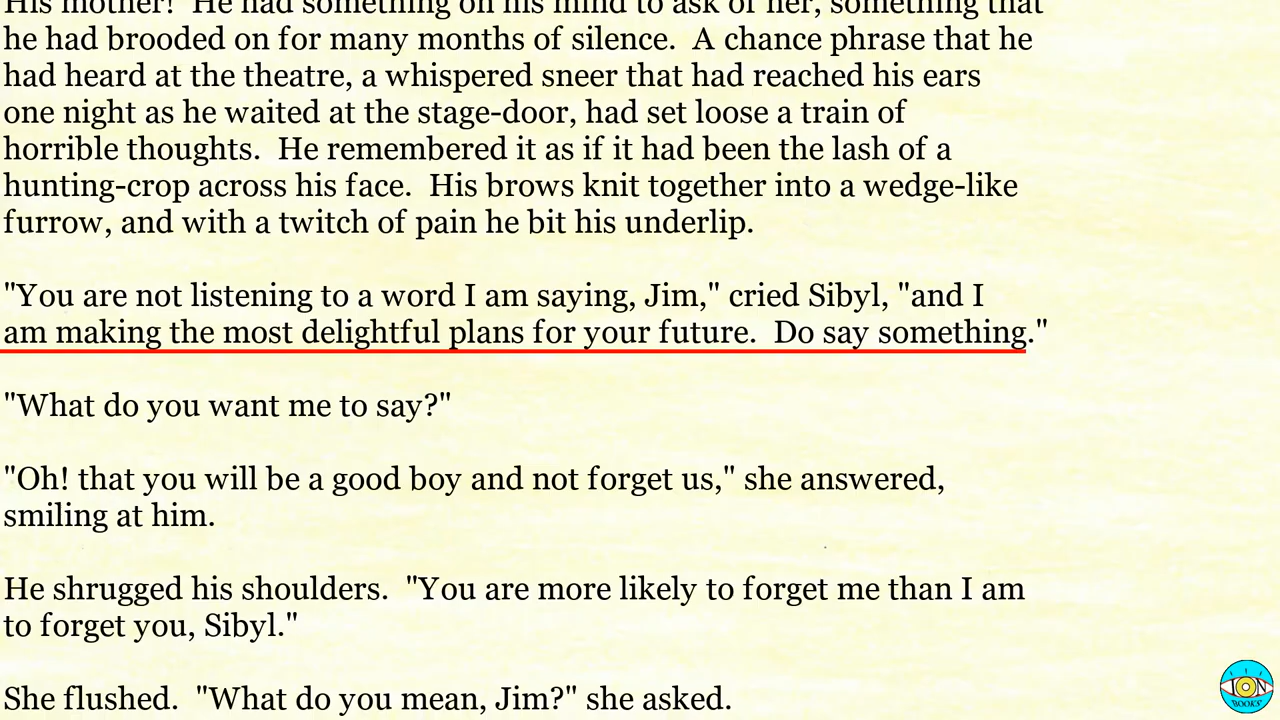 His mother!  He had something on his mind to ask of her, something that
he had brooded on for many months of silence.  A chance phrase that he
had heard at the theatre, a whispered sneer that had reached his ears
one night as he waited at the stage-door, had set loose a train of
horrible thoughts.  He remembered it as if it had been the lash of a
hunting-crop across his face.  His brows knit together into a wedge-like
furrow, and with a twitch of pain he bit his underlip.
"You are not listening to a word I am saying, Jim," cried Sibyl, "and I
am making the most delightful plans for your future.  Do say something."
"What do you want me to say?"
"Oh! that you will be a good boy and not forget us," she answered,
smiling at him.
He shrugged his shoulders.  "You are more likely to forget me than I am
to forget you, Sibyl."
She flushed.  "What do you mean, Jim?" she asked.
ION
BOOKS